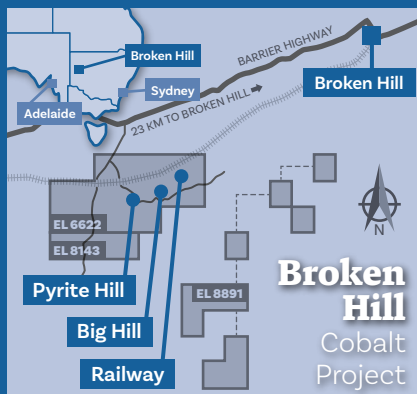 Broken Hill
Sydney
Adelaide
BARRIER HIGHWAY
Broken Hill
23 KM TO BROKEN HILL
EL 6622
EL 8143
EL 8891
N
Pyrite Hill
Big Hill
Railway
Broken
Hill
Cobalt
Project